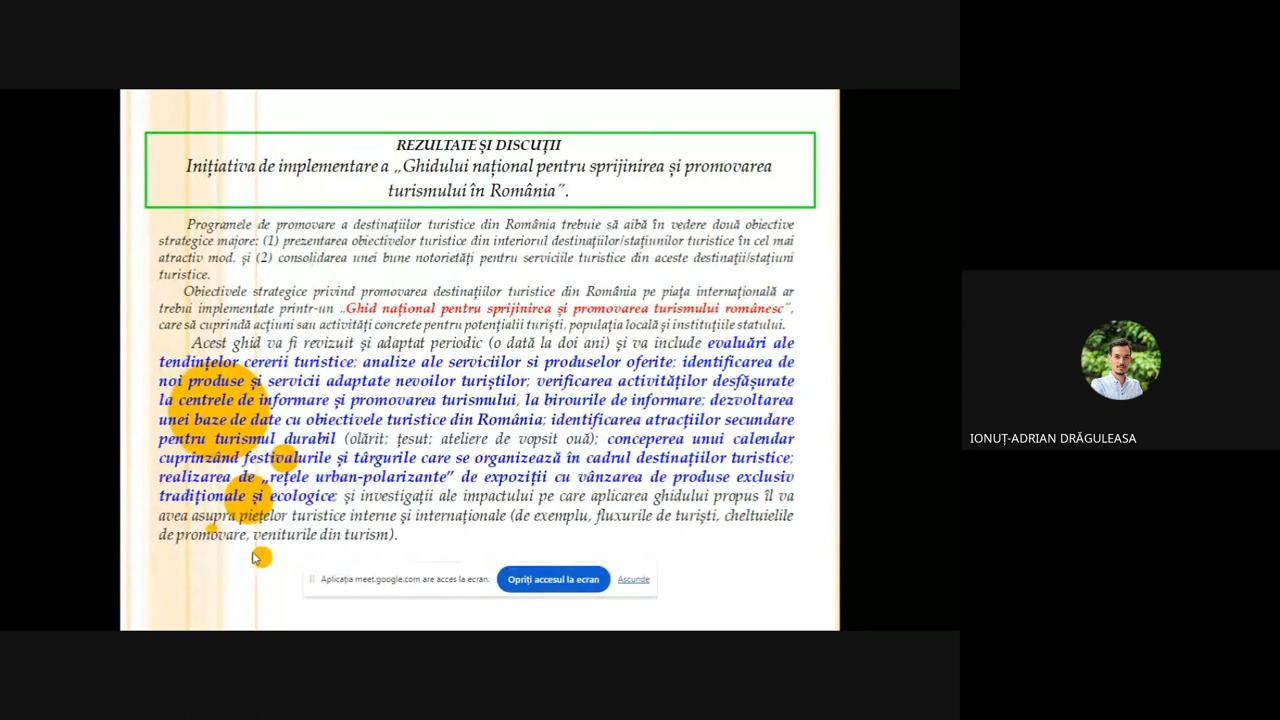 REZULTATE ȘI DISCUȚII
Inițiativa de implementare a „Ghidului național pentru sprijinirea și promovarea
turismului în România”.
Programele de promovare a destinațiilor turistice din România trebuie să aibă în vedere două obiective
strategice majore: (1) prezentarea obiectivelor turistice din interiorul destinațiilor/stațiunilor turistice în cel mai
atractiv mod, și (2) consolidarea unei bune notorietăți pentru serviciile turistice din aceste destinații/stațiuni
turistice.
Obiectivele strategice privind promovarea destinațiilor turistice din România pe piața internațională ar
trebui implementate printr-un „Ghid național pentru sprijinirea și promovarea turismului românesc”,
care să cuprindă acțiuni sau activități concrete pentru potențialii turiști, populația locală și instituțiile statului.
Acest ghid va fi revizuit și adaptat periodic (o dată la doi ani) și va include evaluări ale
tendințelor cererii turistice; analize ale serviciilor si produselor oferite; identificarea de
noi produse și servicii adaptate nevoilor turiștilor; verificarea activităților desfășurate
la centrele de informare și promovarea turismului, la birourile de informare; dezvoltarea
unei baze de date cu obiectivele turistice din România; identificarea atracțiilor secundare
pentru turismul durabil (olărit; țesut; ateliere de vopsit ouă); conceperea unui calendar
cuprinzând festivalurile și târgurile care se organizează în cadrul destinațiilor turistice;
realizarea de „rețele urban-polarizante” de expoziții cu vânzarea de produse exclusiv
tradiționale și ecologice; și investigații ale impactului pe care aplicarea ghidului propus îl va
avea asupra piețelor turistice interne și internaționale (de exemplu, fluxurile de turiști, cheltuielile
de promovare, veniturile din turism).
Aplicația meet.google.com are acces la ecran. Opriți accesul la ecran Ascunde
IONUȚ-ADRIAN DRĂGULEASA